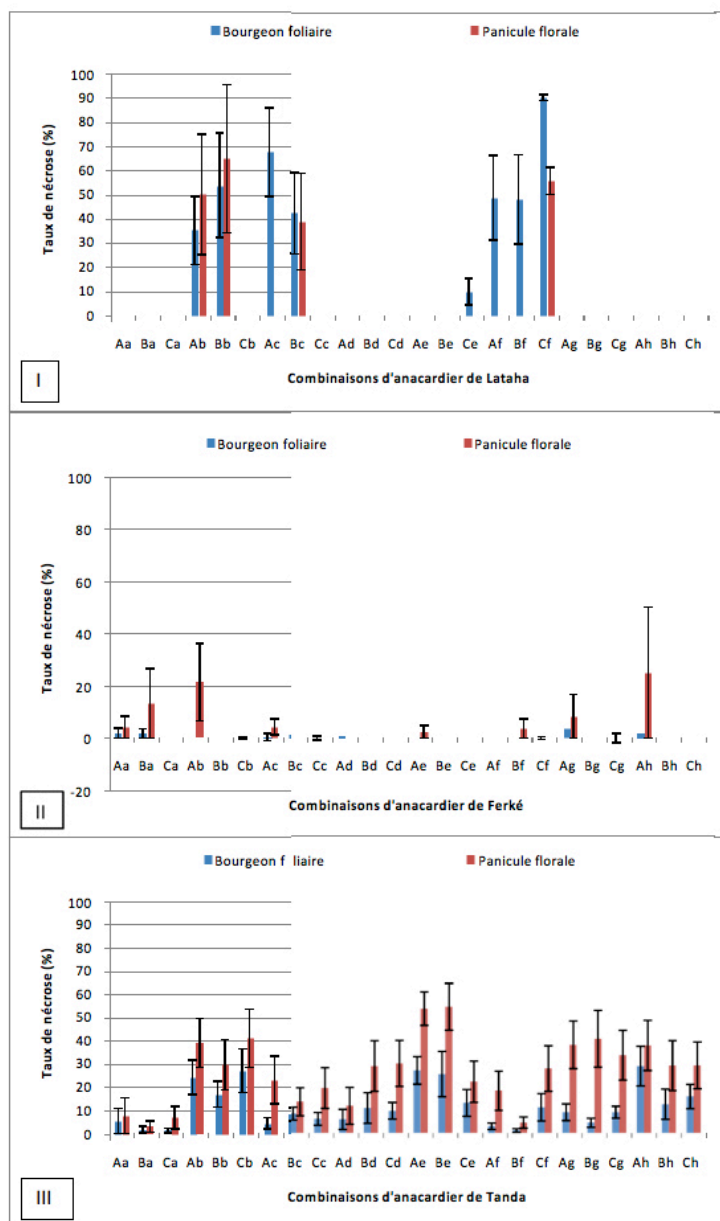 Bourgeon foliaire Panicule florale
Taux de nécrose (%)
100
90
80
70
60
50
40
30
20
10
0
Aa Ba Ca Ab Bb Cb Ac Bc Cc Ad Bd Cd Ae Be Ce Af Bf Cf Ag Bg Cg Ah Bh Ch
Combinaisons d'anacardier de Lataha
I
Bourgeon foliaire Panicule florale
Taux de nécrose (%)
100
80
60
40
20
0
-20
Aa Ba Ca Ab Bb Cb Ac Bc Cc Ad Bd Cd Ae Be Ce Af Bf Cf Ag Bg Cg Ah Bh Ch
Combinaisons d'anacardier de Ferké
II
Bourgeon f liaire Panicule florale
Taux de nécrose (%)
100
90
80
70
60
50
40
30
20
10
0
Aa Ba Ca Ab Bb Cb Ac Bc Cc Ad Bd Cd Ae Be Ce Af Bf Cf Ag Bg Cg Ah Bh Ch
Combinaisons d'anacardier de Tanda
III